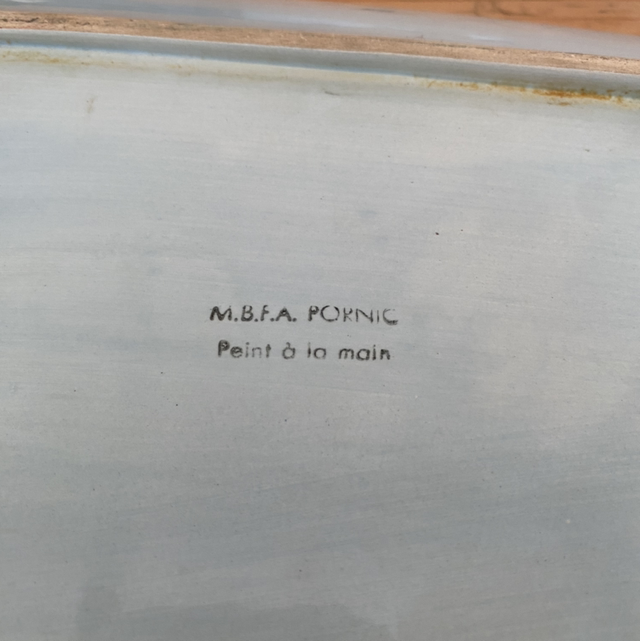 M.B.F.A. PORNIC
Peint à la main